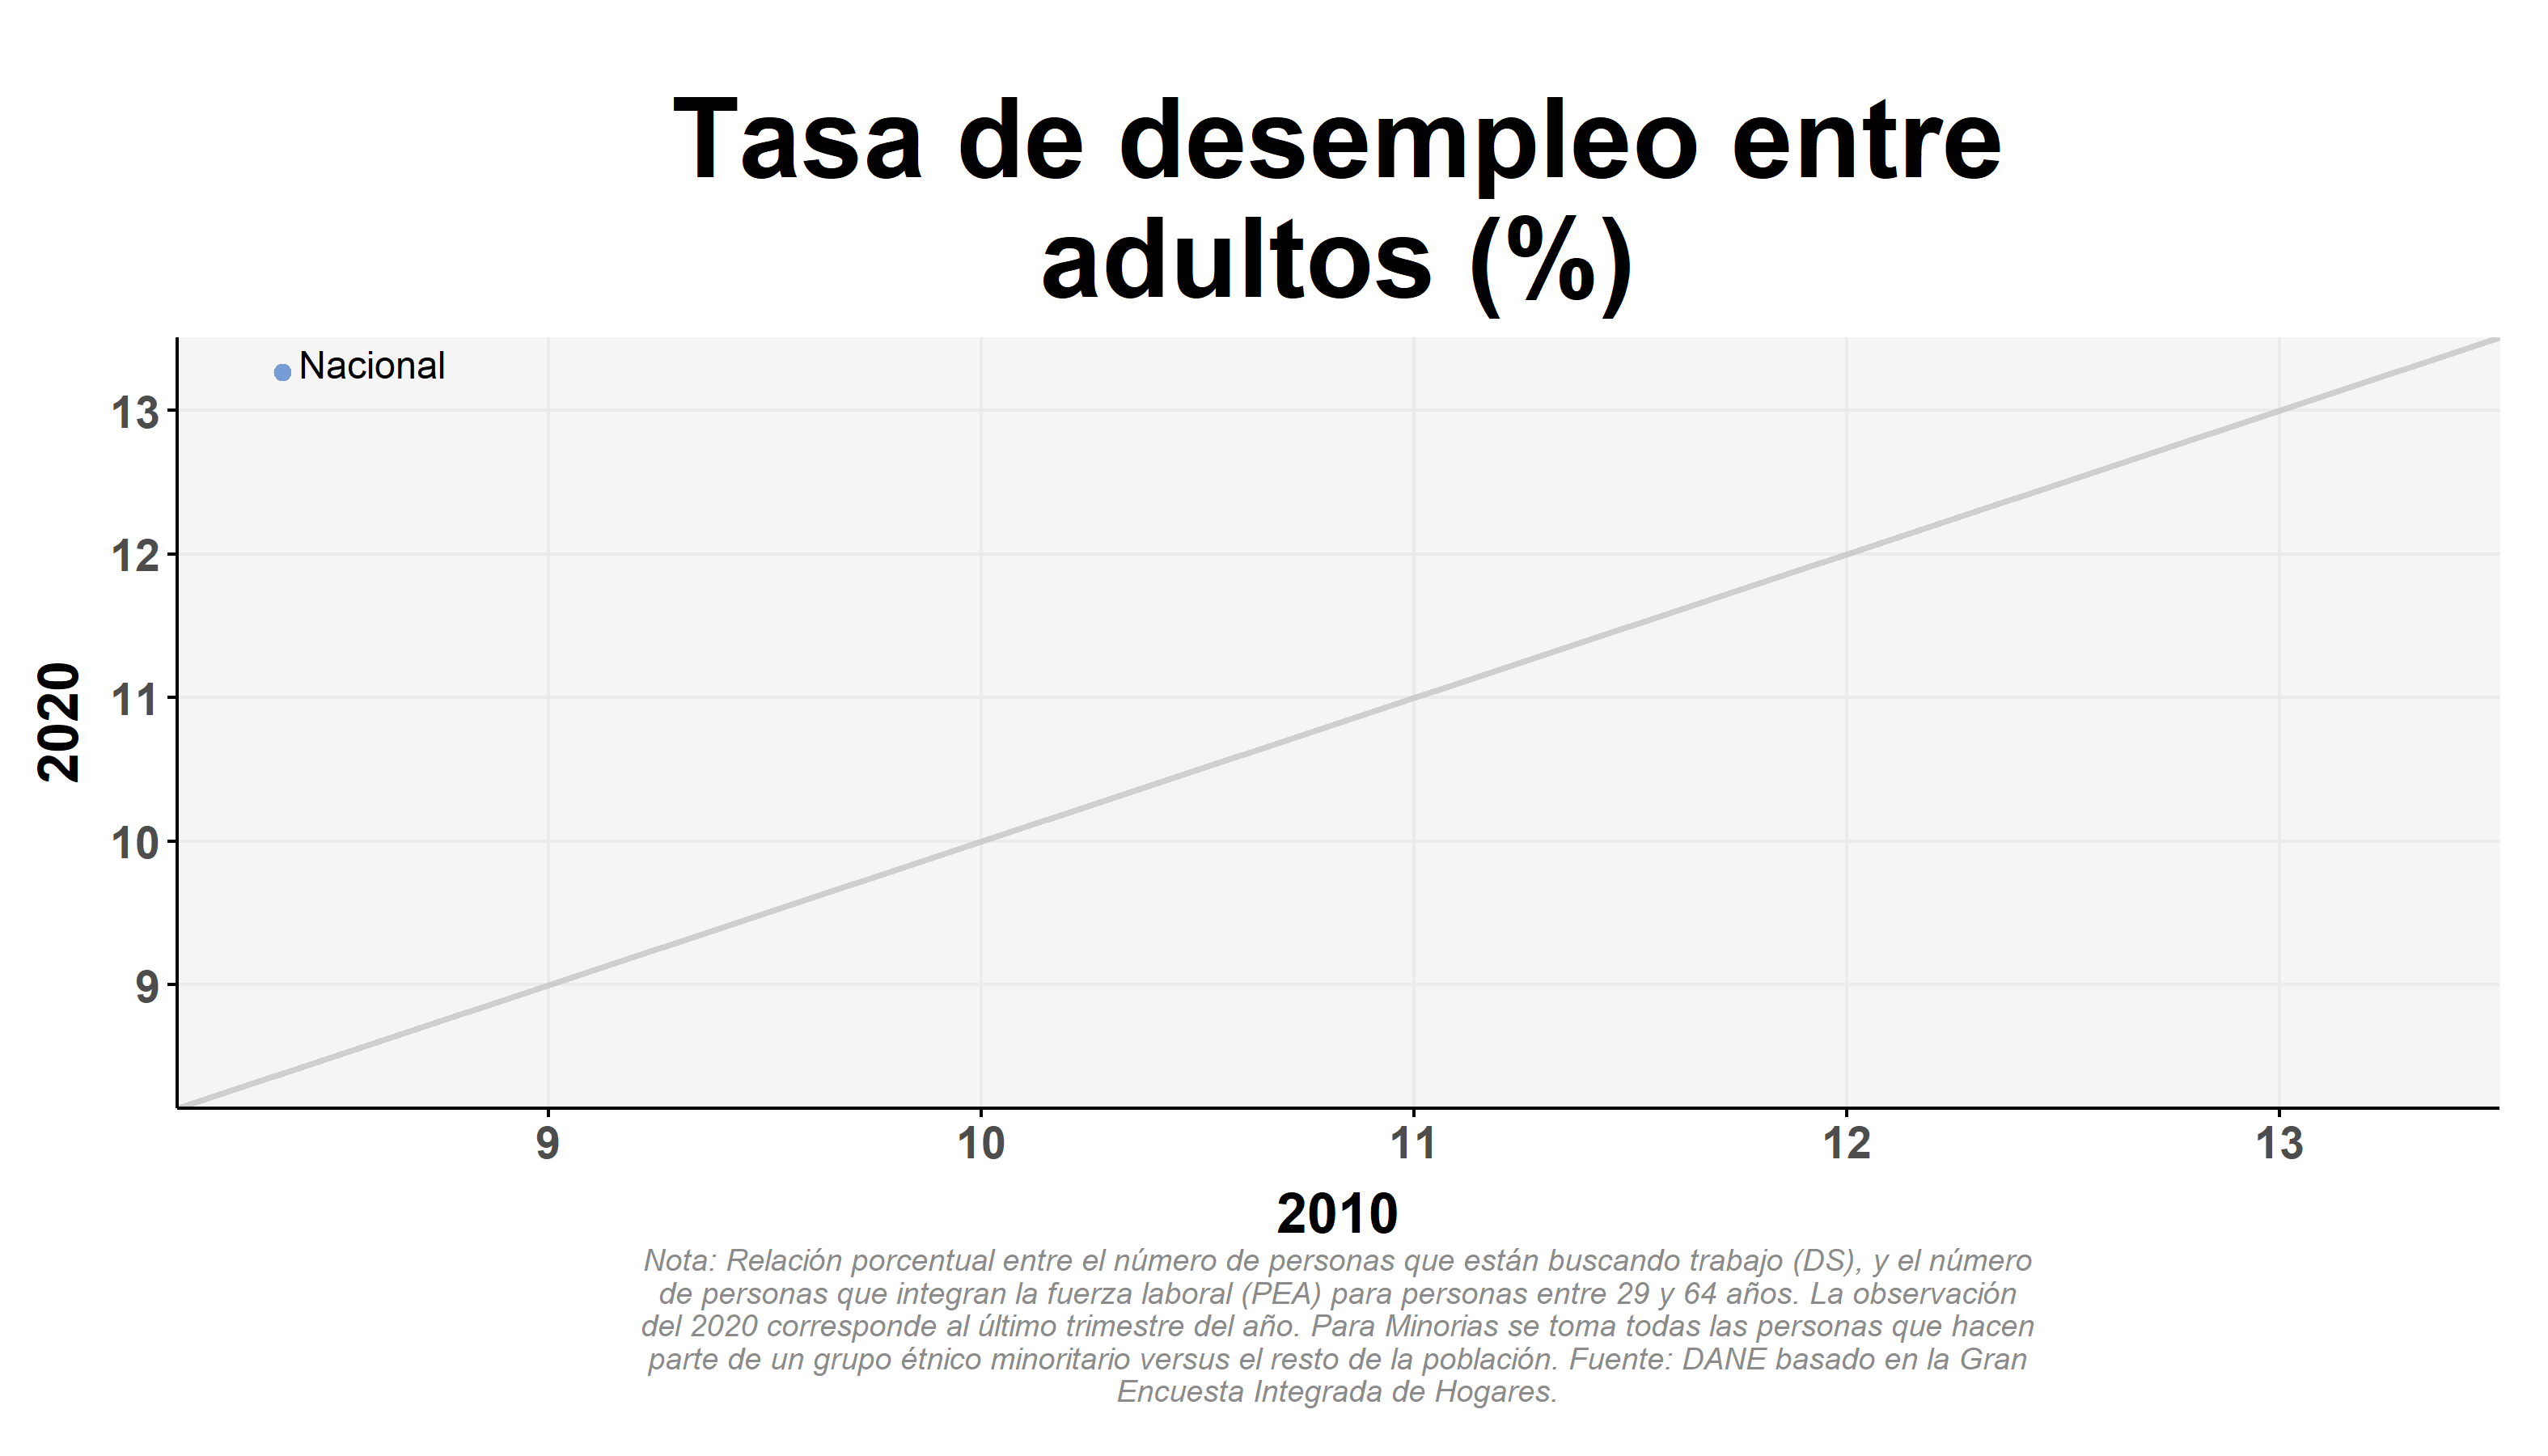 Tasa de desempleo entre
adultos (%)
Nacional
13
12
11
10
9
2020
9 10 11 12 13
2010
Nota: Relación porcentual entre el número de personas que están buscando trabajo (DS), y el número
de personas que integran la fuerza laboral (PEA) para personas entre 29 y 64 años. La observación
del 2020 corresponde al último trimestre del año. Para Minorias se toma todas las personas que hacen
parte de un grupo étnico minoritario versus el resto de la población. Fuente: DANE basado en la Gran
Encuesta Integrada de Hogares.